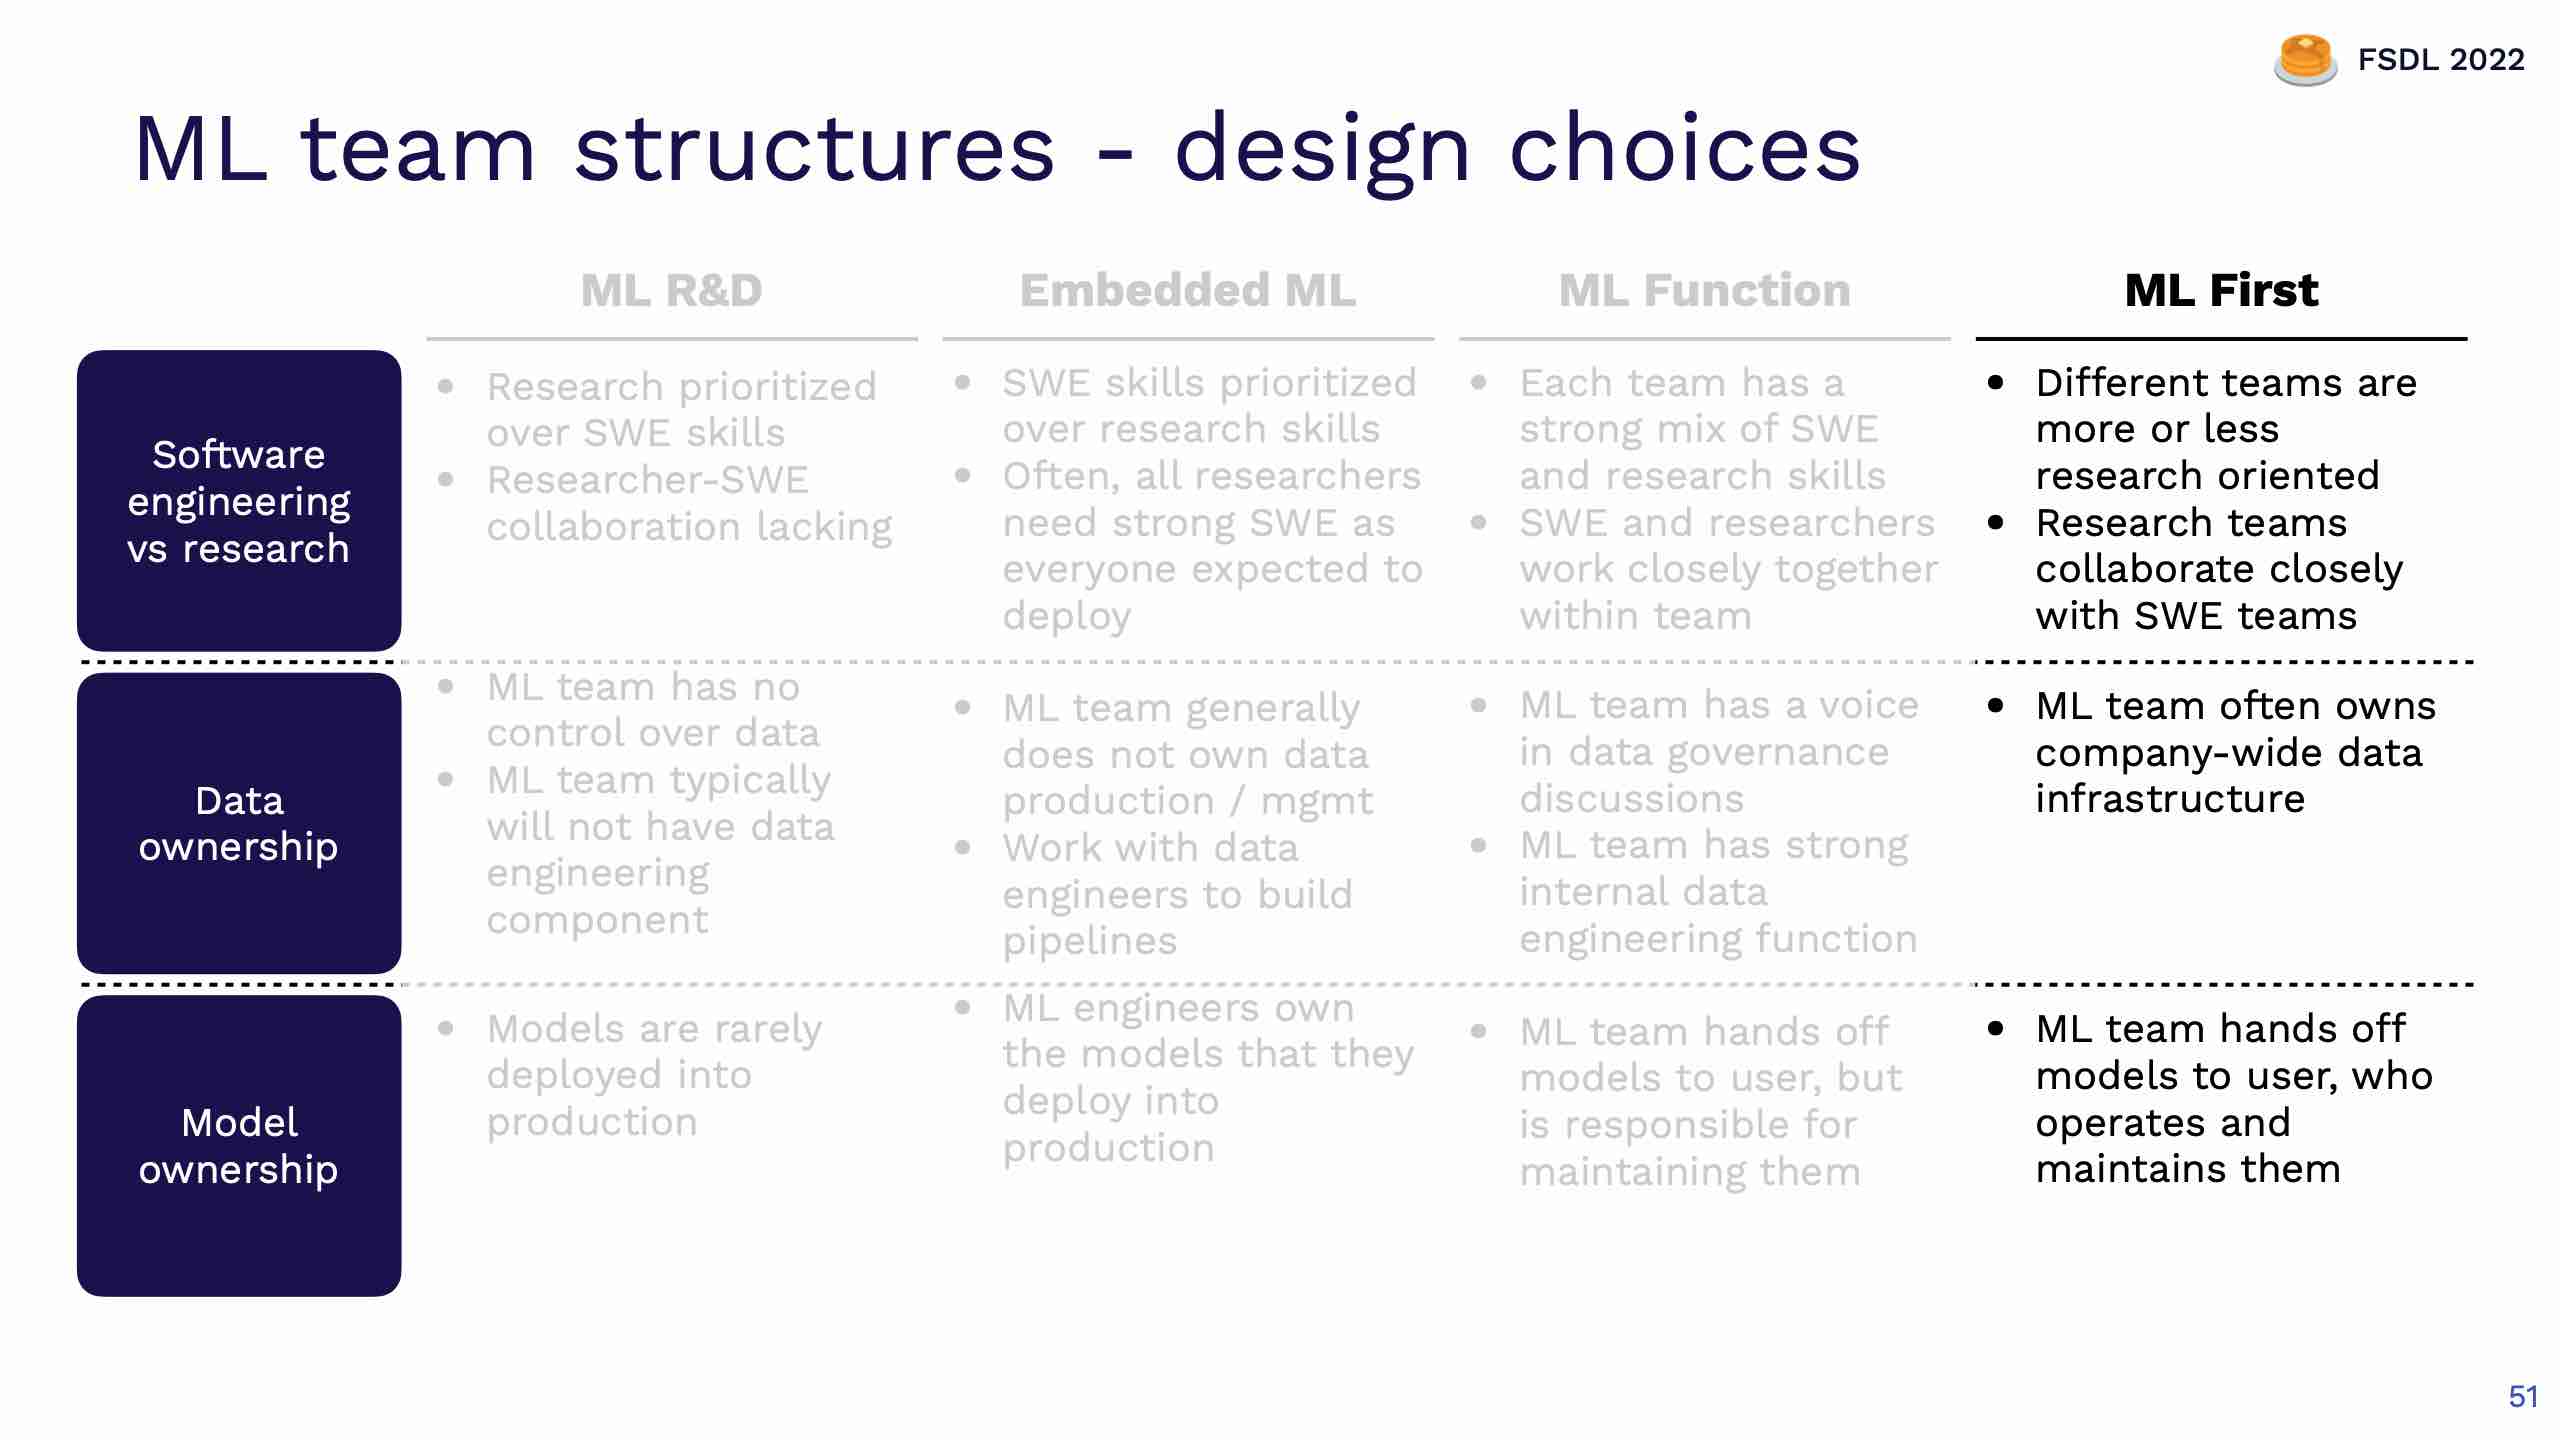 FSDL 2022
ML team structures - design choices
ML R&D
Embedded ML
ML Function
ML First
Software
engineering
vs research
• Research prioritized
over SWE skills
• Researcher-SWE
collaboration lacking
• SWE skills prioritized
over research skills
• Often, all researchers
need strong SWE as
everyone expected to
deploy
• Each team has a
strong mix of SWE
and research skills
• SWE and researchers
work closely together
within team
• Different teams are
more or less
research oriented
• Research teams
collaborate closely
with SWE teams
Data
ownership
• ML team has no
control over data
• ML team typically
will not have data
engineering
component
• ML team generally
does not own data
production / mgmt
• Work with data
engineers to build
pipelines
• ML team has a voice
in data governance
discussions
• ML team has strong
internal data
engineering function
• ML team often owns
company-wide data
infrastructure
Model
ownership
• Models are rarely
deployed into
production
• ML engineers own
the models that they
deploy into
production
• ML team hands off
models to user, but
is responsible for
maintaining them
• ML team hands off
models to user, who
operates and
maintains them
51